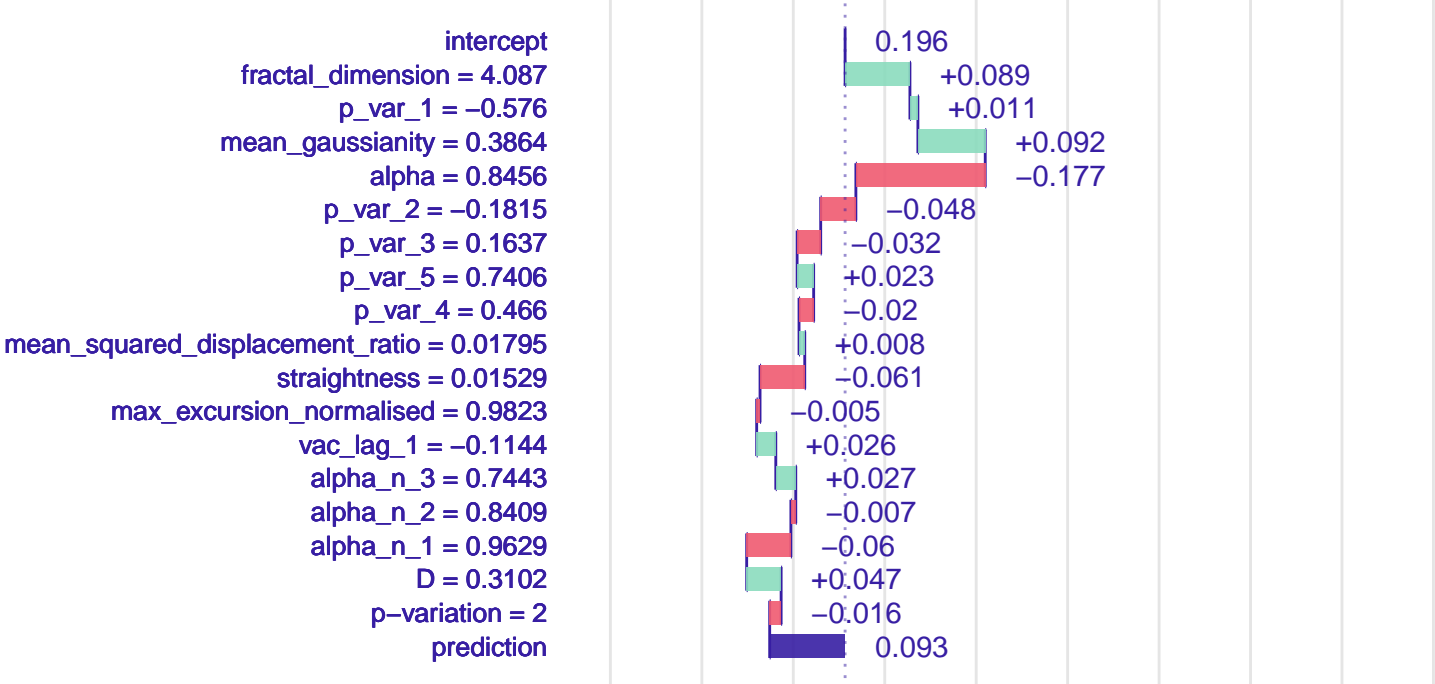 intercept 0.196
fractal_dimension = 4.087 +0.089
p_var_1 = −0.576 +0.011
mean_gaussianity = 0.3864 +0.092
alpha = 0.8456 −0.177
p_var_2 = −0.1815 −0.048
p_var_3 = 0.1637 −0.032
p_var_5 = 0.7406 +0.023
p_var_4 = 0.466 −0.02
mean_squared_displacement_ratio = 0.01795 +0.008
straightness = 0.01529 −0.061
max_excursion_normalised = 0.9823 −0.005
vac_lag_1 = −0.1144 +0.026
alpha_n_3 = 0.7443 +0.027
alpha_n_2 = 0.8409 −0.007
alpha_n_1 = 0.9629 −0.06
D = 0.3102 +0.047
p−variation = 2 −0.016
prediction 0.093